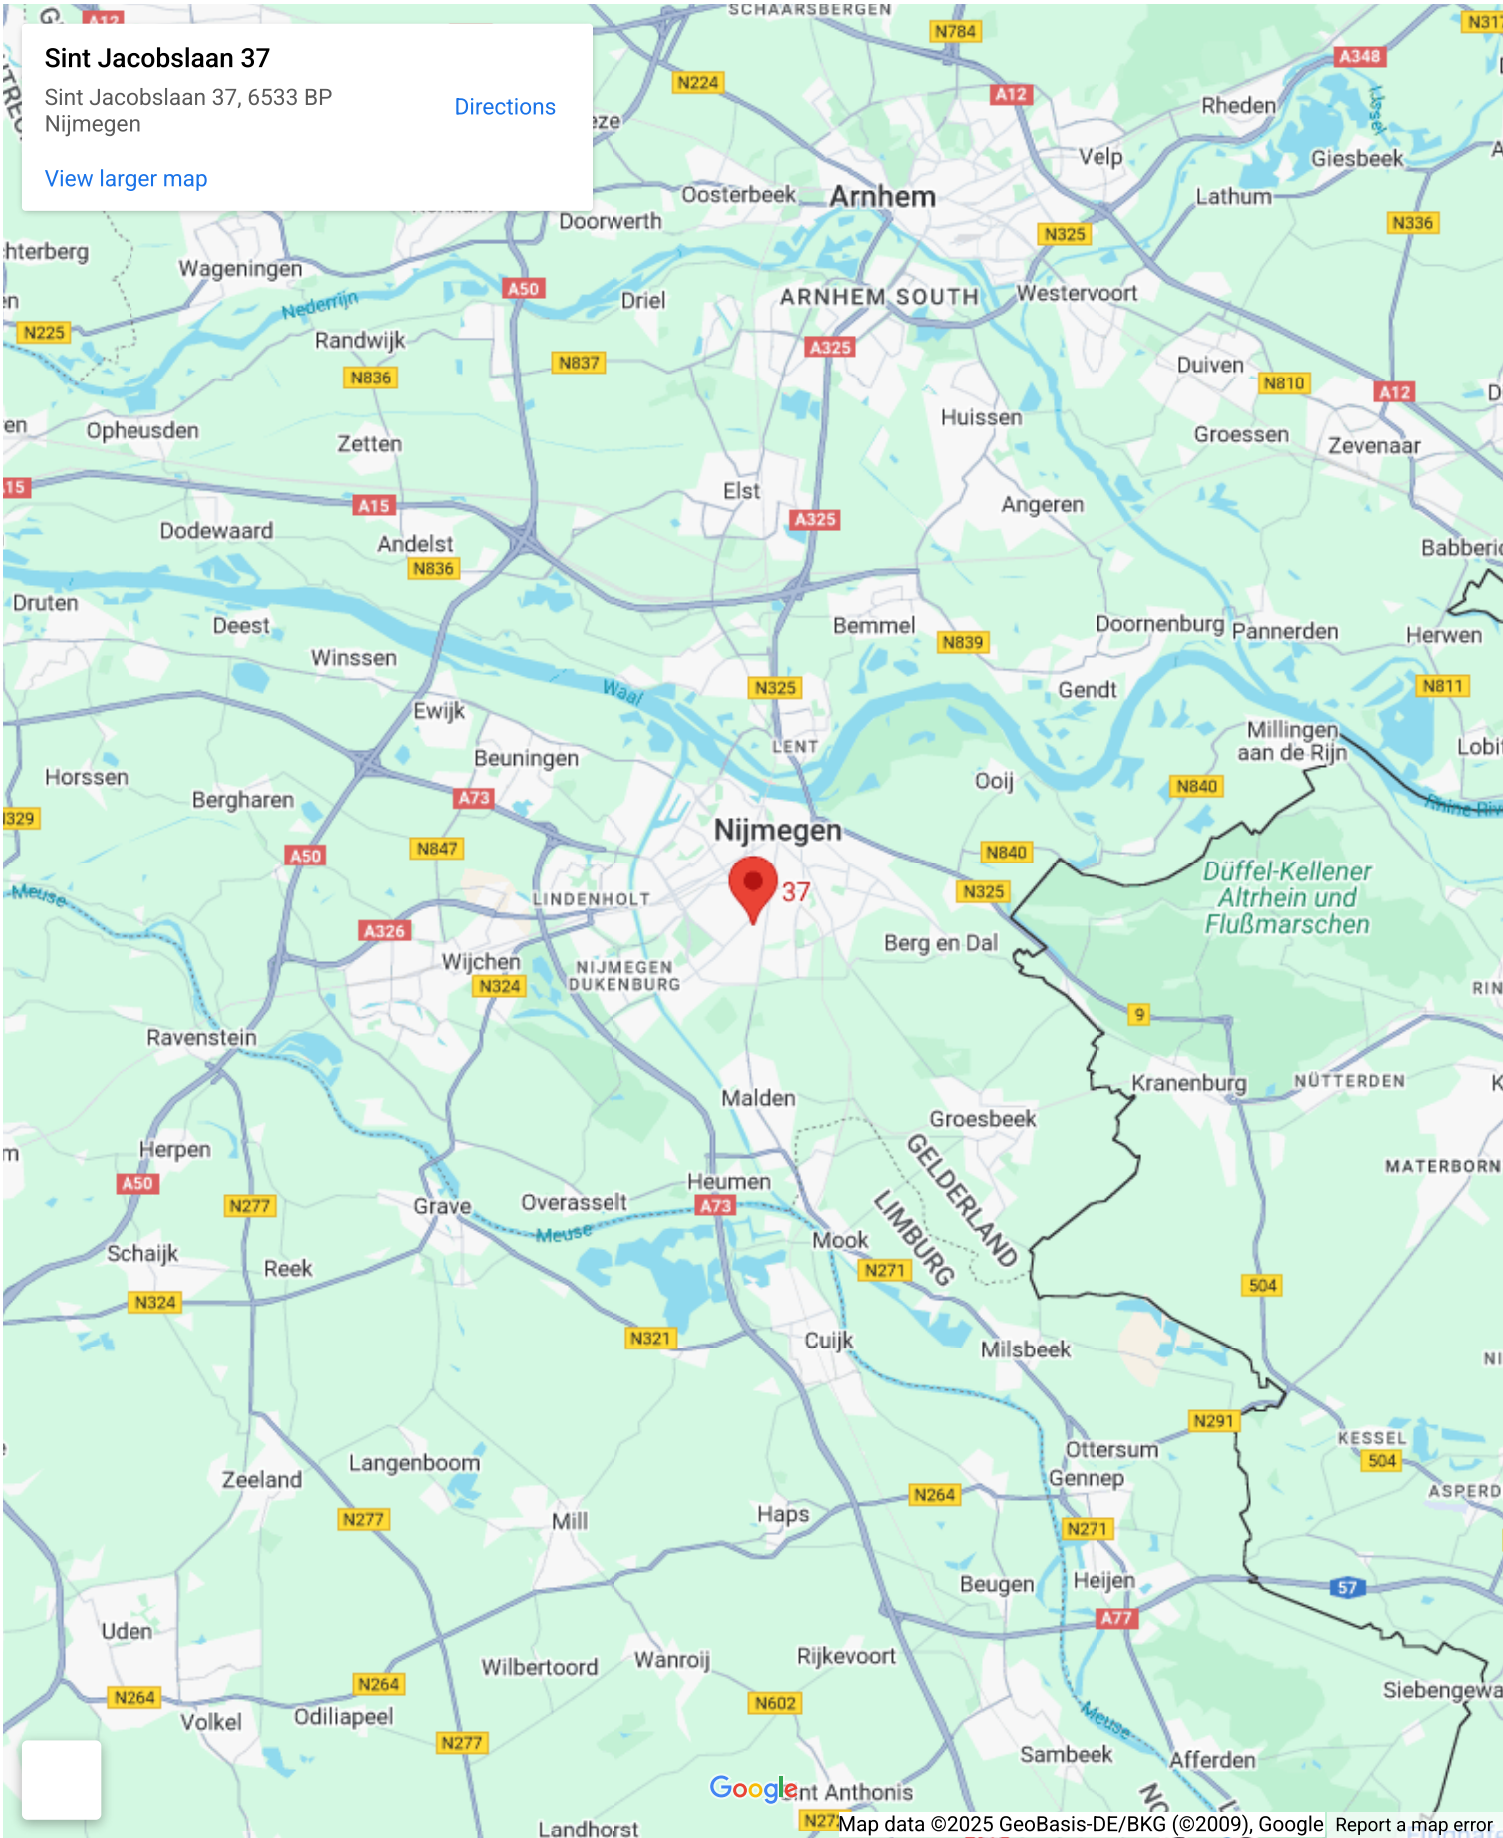 Sint Jacobslaan 37
Sint Jacobslaan 37, 6533 BP
Nijmegen
Directions
View larger map
A12
SCHAARSBERGEN
N784
N317
A348
N224
A12
Rheden
IJssel
Velp
Giesbeek
Oosterbeek
Arnhem
Lathum
Doorwerth
N325
N336
Wageningen
A50
Nederrijn
Driel
ARNHEM SOUTH
Westervoort
N225
Randwijk
A325
N837
Duiven
N836
N810
A12
Huissen
Opheusden
Zetten
Groessen
Zevenaar
A15
Elst
Angeren
A15
A325
Dodewaard
Andelst
N836
Druten
Deest
Bemmel
Doornenburg
Pannerden
Herwen
N839
Winssen
Waal
N325
Gendt
N811
Ewijk
Millingen
aan de Rijn
LENT
Beuningen
Horssen
Ooij
N840
Bergharen
A73
Nijmegen
N847
A50
N840
Düffel-Kellener
Altrhein und
Flußmarschen
Meuse
37
N325
LINDENHOLT
A326
Berg en Dal
Wijchen
NIJMEGEN
DUKENBURG
N324
9
Ravenstein
Kranenburg
NÜTTERDEN
Malden
Groesbeek
Herpen
GELDERLAND
LIMBURG
A50
Heumen
N277
Grave
Overasselt
A73
Meuse
Mook
Schaijk
Reek
N271
504
N324
N321
Cuijk
Milsbeek
N291
KESSEL
Ottersum
504
Langenboom
Zeeland
Gennep
N264
N277
Mill
Haps
N271
Beugen
Heijen
57
A77
Uden
Wilbertoord
Wanroij
Rijkevoort
N264
N264
N602
Volkel
Odiliapeel
Meuse
N277
Sambeek
Afferden
Google
Landhorst
Map data ©2025 GeoBasis-DE/BKG (©2009), Google
Report a map error